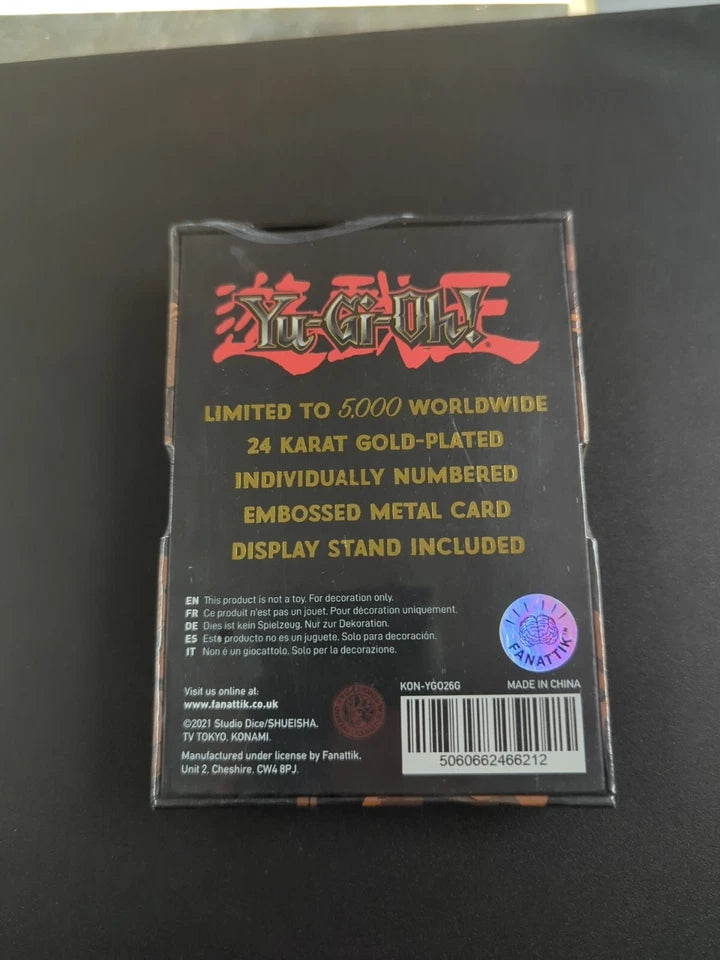 遊戯王
Yu-Gi-Oh!
LIMITED TO 5,000 WORLDWIDE
24 KARAT GOLD-PLATED
INDIVIDUALLY NUMBERED
EMBOSSED METAL CARD
DISPLAY STAND INCLUDED
EN This product is not a toy. For decoration only.
FR Ce produit n'est pas un jouet. Pour décoration uniquement.
DE Dies ist kein Spielzeug. Nur zur Dekoration.
ES Este producto no es un juguete. Solo para decoración.
IT Non é un giocattolo. Solo per la decorazione.
FANATTIK™
Visit us online at:
www.fanattik.co.uk
©2021 Studio Dice/SHUEISHA,
TV TOKYO, KONAMI.
Manufactured under license by Fanattik.
Unit 2, Cheshire, CW4 8PJ.
KON-YGO26G MADE IN CHINA
5060662466212